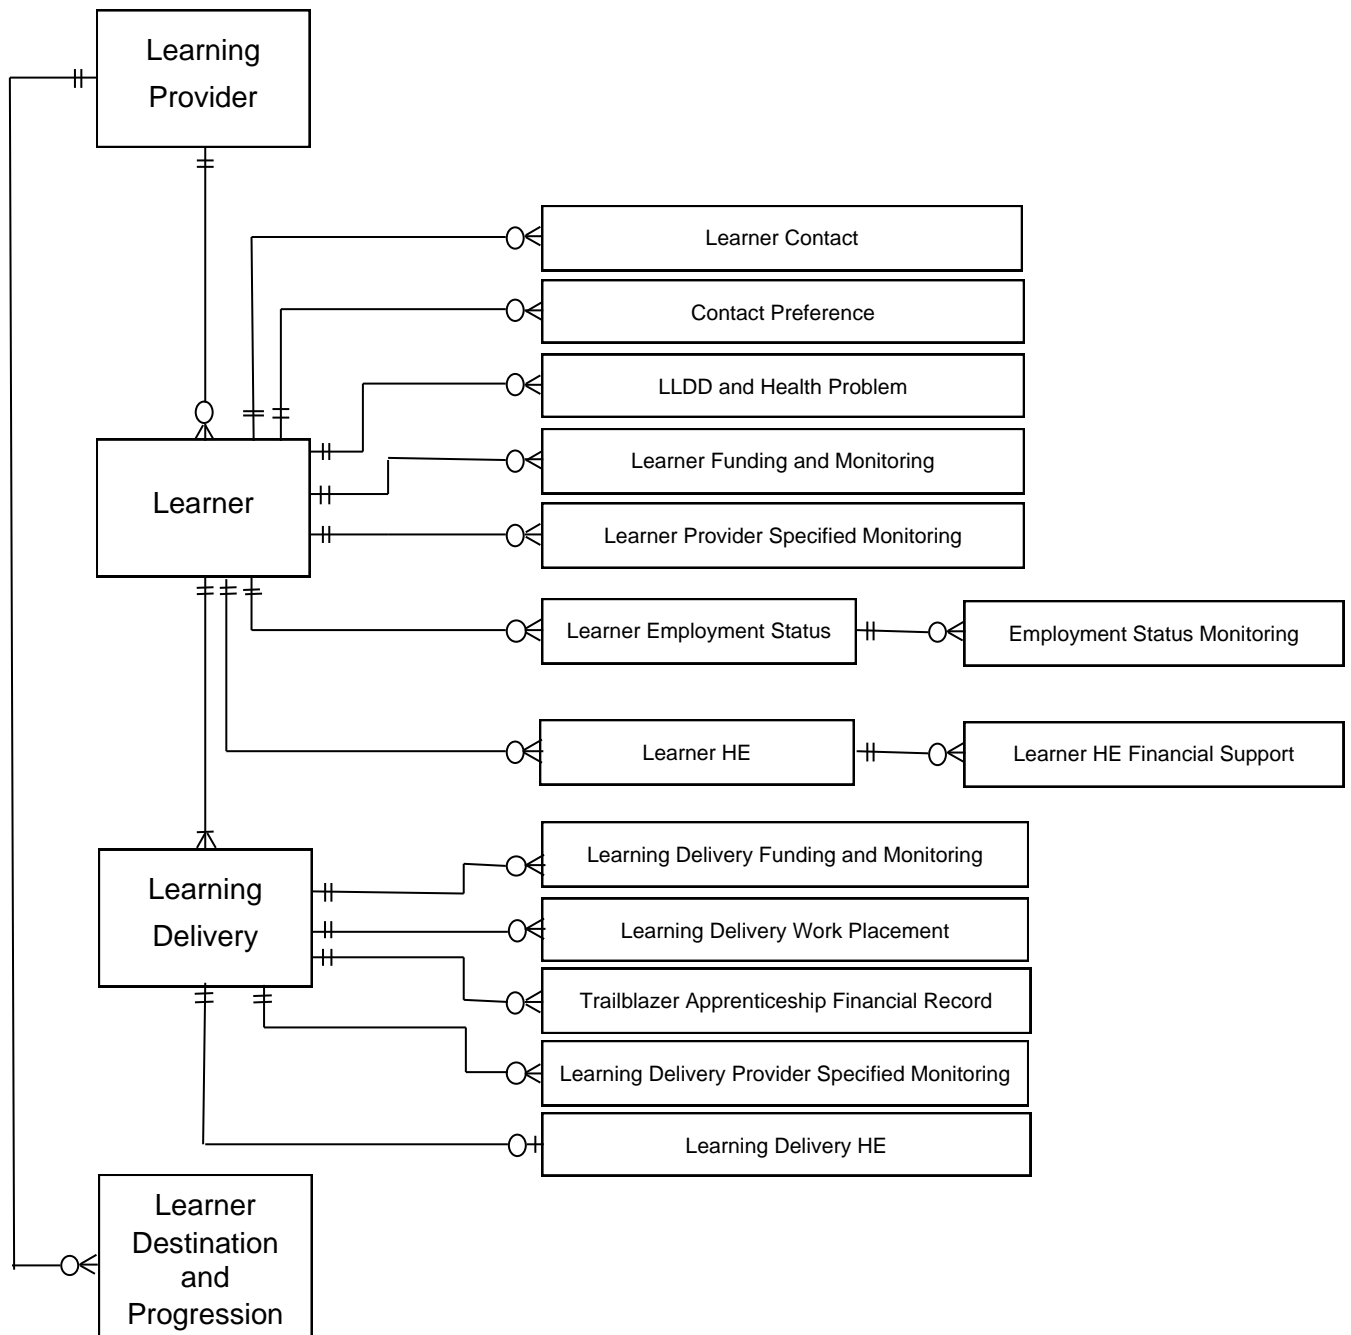 Learning
Provider
Learner Contact
Contact Preference
LLDD and Health Problem
Learner Funding and Monitoring
Learner
Learner Provider Specified Monitoring
Learner Employment Status
Employment Status Monitoring
Learner HE
Learner HE Financial Support
Learning
Delivery
Learning Delivery Funding and Monitoring
Learning Delivery Work Placement
Trailblazer Apprenticeship Financial Record
Learning Delivery Provider Specified Monitoring
Learning Delivery HE
Learner
Destination
and
Progression